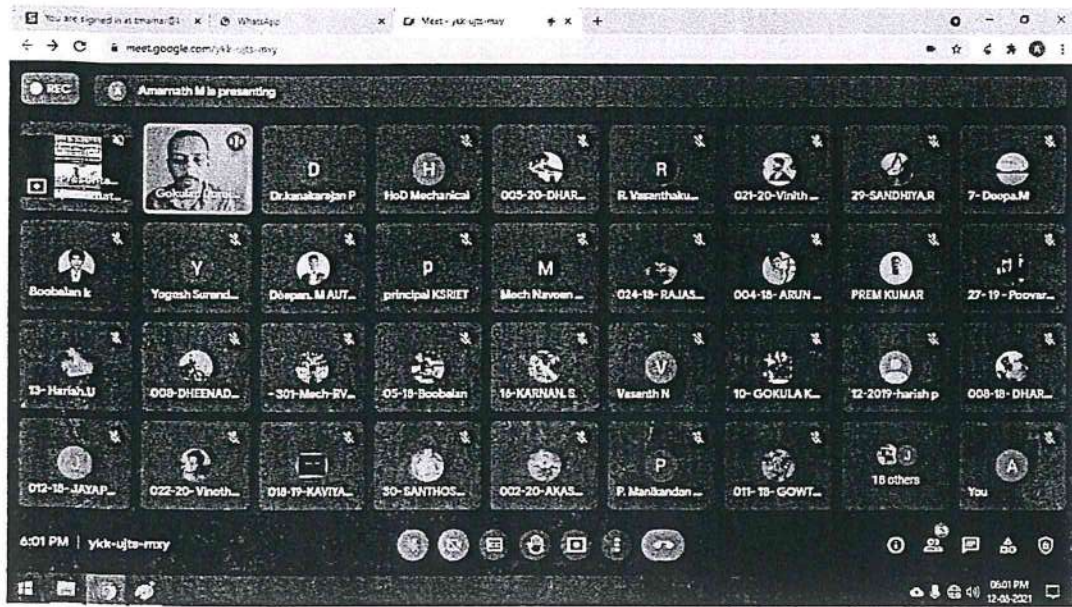 You are signed in as bmamar@k
WhatsApp
Meet - ykk-ujts-mxy
meet.google.com/ykk-ujts-mxy
REC
Amarnath M is presenting
D
Dr.kanakarajan P
H
HoD Mechanical
005-20-DHAR...
R
R. Vasanthaku...
021-20-Vinith ...
29-SANDHIYA.R
7- Deepa.M
Boobalan k
Y
Yogesh Surend...
Deepan. M AUT...
p
principal KSRIET
M
Mech Naveen ...
024-18- RAJAS...
004-18- ARUN ...
PREM KUMAR
27- 19 - Poovar...
13- Harish.U
008-DHEENAD...
- 301-Mech-RV...
05-18-Boobalan
16-KARNAN. S.
V
Vasanth N
10- GOKULA K...
12-2019-harish p
008-18- DHAR...
J
012-18- JAYAP...
022-20- Vinoth...
018-19-KAVIYA...
30- SANTHOS...
002-20-AKAS...
P
P. Manikandan ...
011- 18- GOWT...
J
18 others
A
You
6:01 PM | ykk-ujts-mxy
06:01 PM
12-08-2021